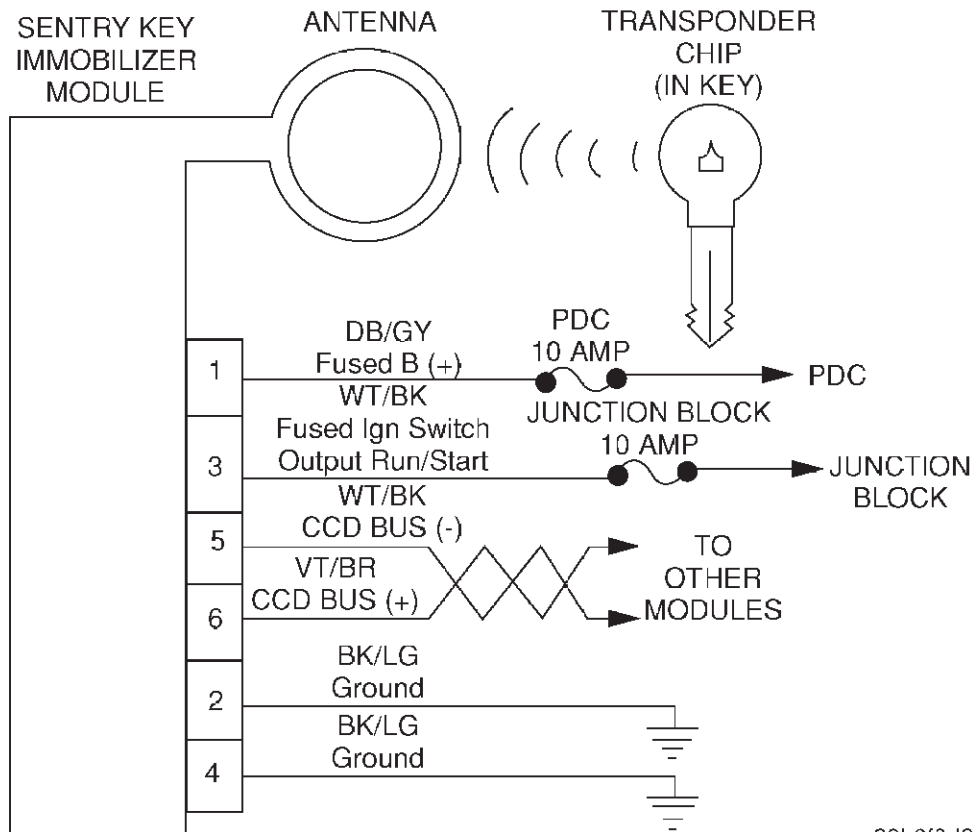 SENTRY KEY
IMMOBILIZER
MODULE
ANTENNA
TRANSPONDER
CHIP
(IN KEY)
1
DB/GY
Fused B (+)
PDC
10 AMP
PDC
3
WT/BK
Fused Ign Switch
Output Run/Start
JUNCTION BLOCK
10 AMP
JUNCTION
BLOCK
5
WT/BK
CCD BUS (-)
6
VT/BR
CCD BUS (+)
TO
OTHER
MODULES
2
BK/LG
Ground
4
BK/LG
Ground